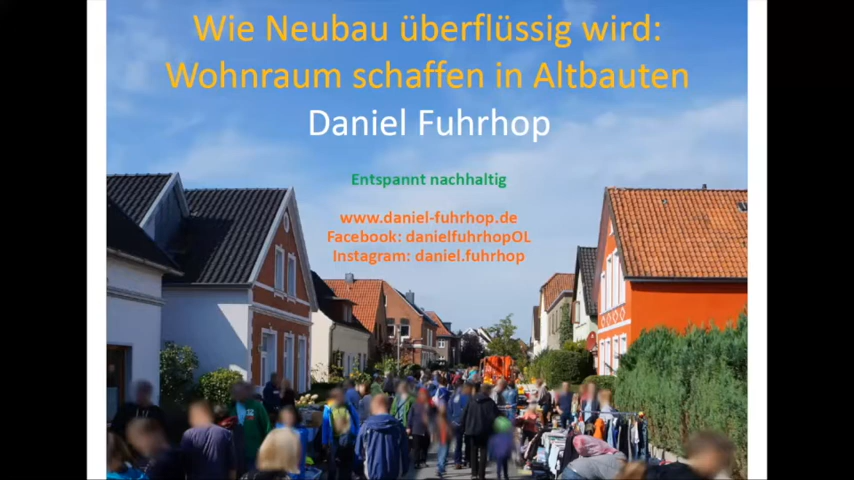 Wie Neubau überflüssig wird:
Wohnraum schaffen in Altbauten
Daniel Fuhrhop
Entspannt nachhaltig
www.daniel-fuhrhop.de
Facebook: danielfuhrhopOL
Instagram: daniel.fuhrhop